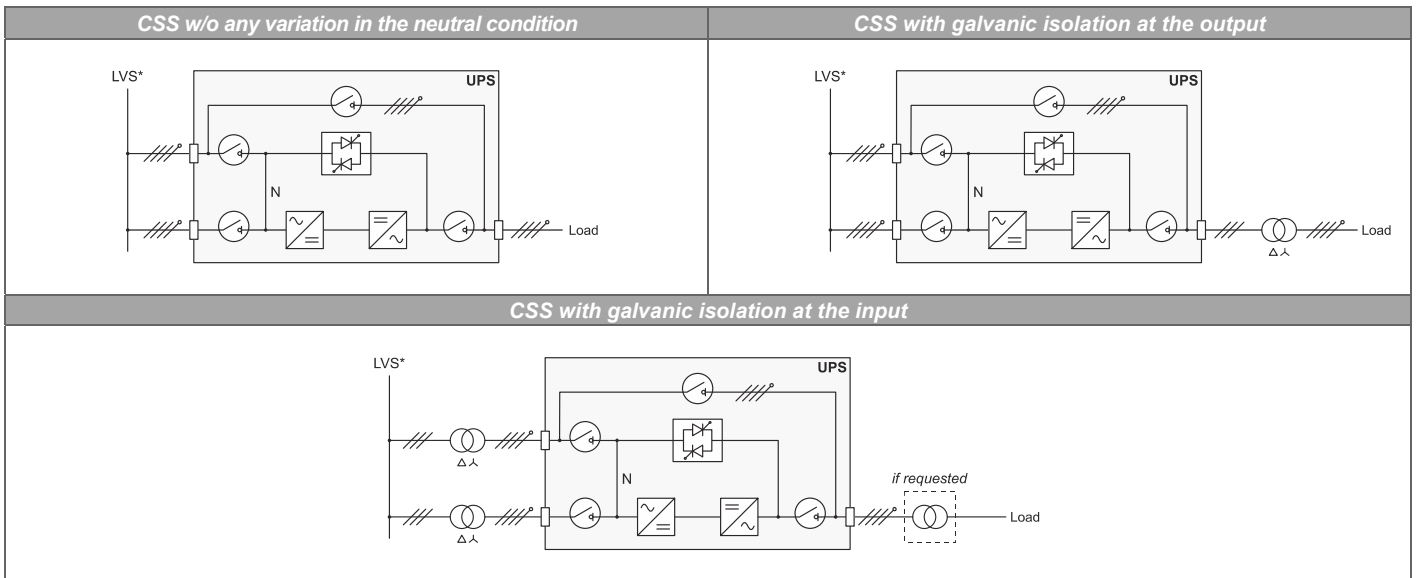 CSS w/o any variation in the neutral condition
CSS with galvanic isolation at the output
LVS*
UPS
N
Load
LVS*
UPS
N
Load
CSS with galvanic isolation at the input
LVS*
UPS
N
if requested
Load